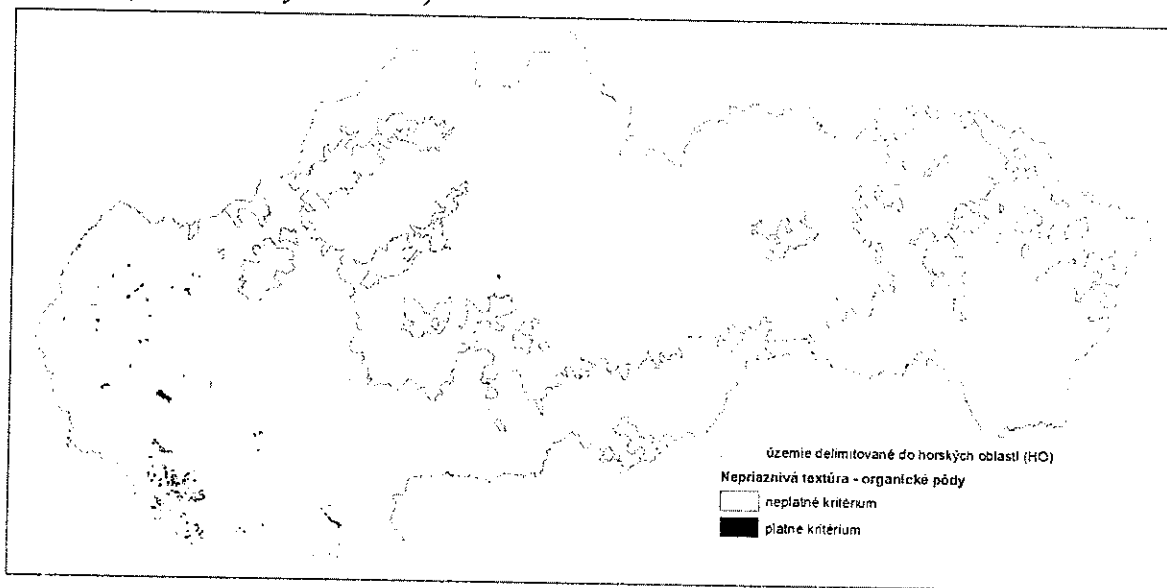 územie delimitované do horských oblastí (HO)
Nepriaznivá textúra - organické pôdy
neplatné kritérium
platné kritérium